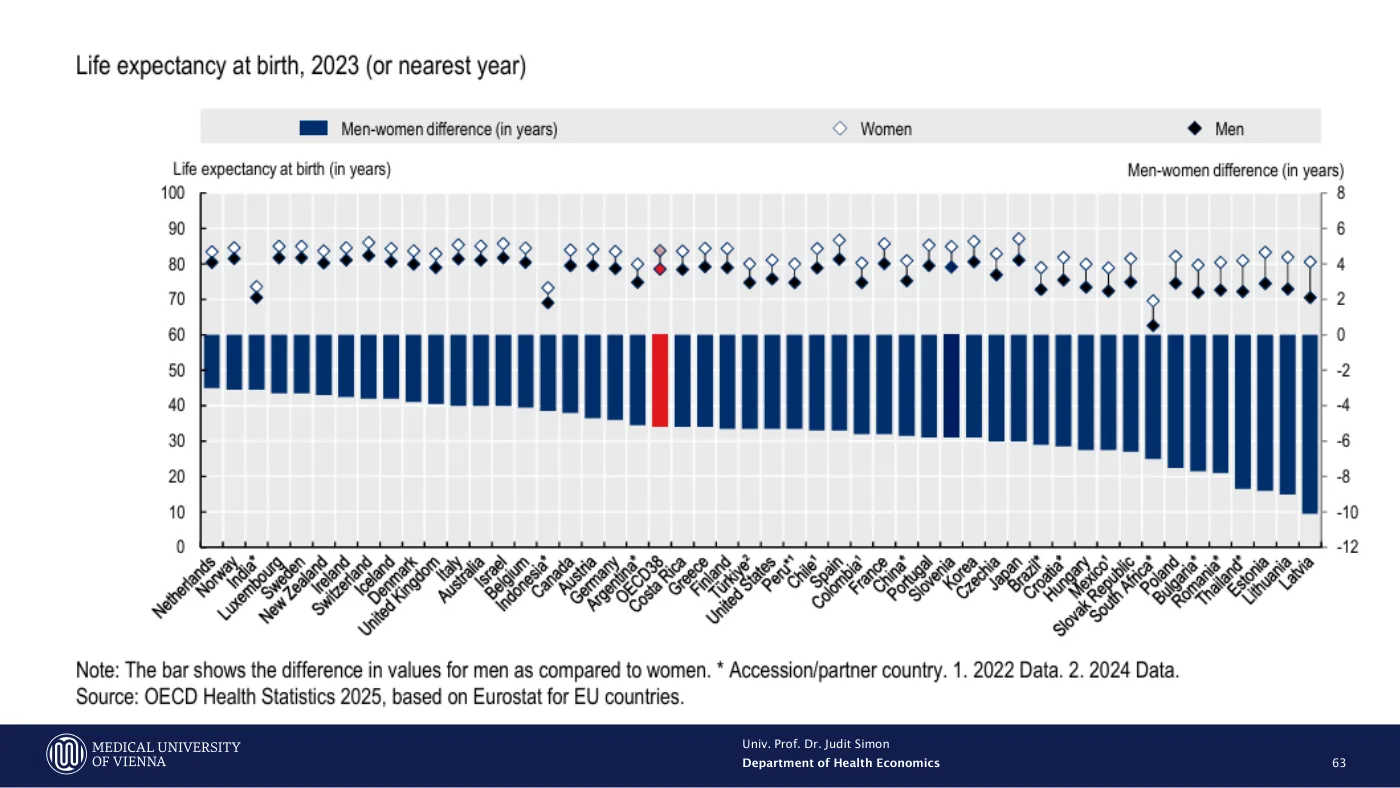 Life expectancy at birth, 2023 (or nearest year)
Men-women difference (in years)
Women
Men
Life expectancy at birth (in years)
Men-women difference (in years)
100
90
80
70
60
50
40
30
20
10
0
8
6
4
2
0
-2
-4
-6
-8
-10
-12
Netherlands
Norway
India*
Luxembourg
Sweden
New Zealand
Ireland
Switzerland
Iceland
Denmark
United Kingdom
Italy
Australia
Israel
Belgium
Indonesia*
Canada
Austria
Germany
Argentina*
OECD38
Costa Rica
Greece
Finland
Türkiye²
United States
Peru*¹
Chile¹
Spain
Colombia¹
France
China*
Portugal
Slovenia
Korea
Czechia
Japan
Brazil*
Croatia*
Hungary
Mexico¹
Slovak Republic
South Africa*
Poland
Bulgaria*
Romania*
Thailand*
Estonia
Lithuania
Latvia
Note: The bar shows the difference in values for men as compared to women. * Accession/partner country. 1. 2022 Data. 2. 2024 Data.
Source: OECD Health Statistics 2025, based on Eurostat for EU countries.
MEDICAL UNIVERSITY
OF VIENNA
Univ. Prof. Dr. Judit Simon
Department of Health Economics
63